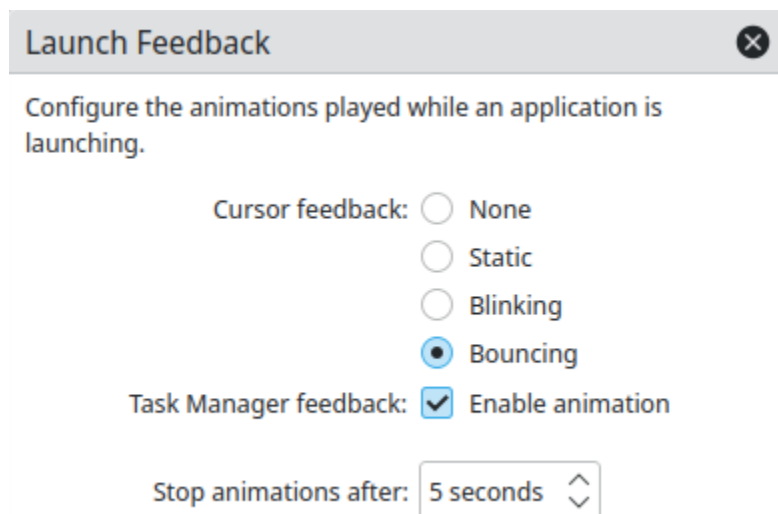 Launch Feedback
Configure the animations played while an application is
launching.
Cursor feedback: None
Static
Blinking
Bouncing
Task Manager feedback: Enable animation
Stop animations after: 5 seconds